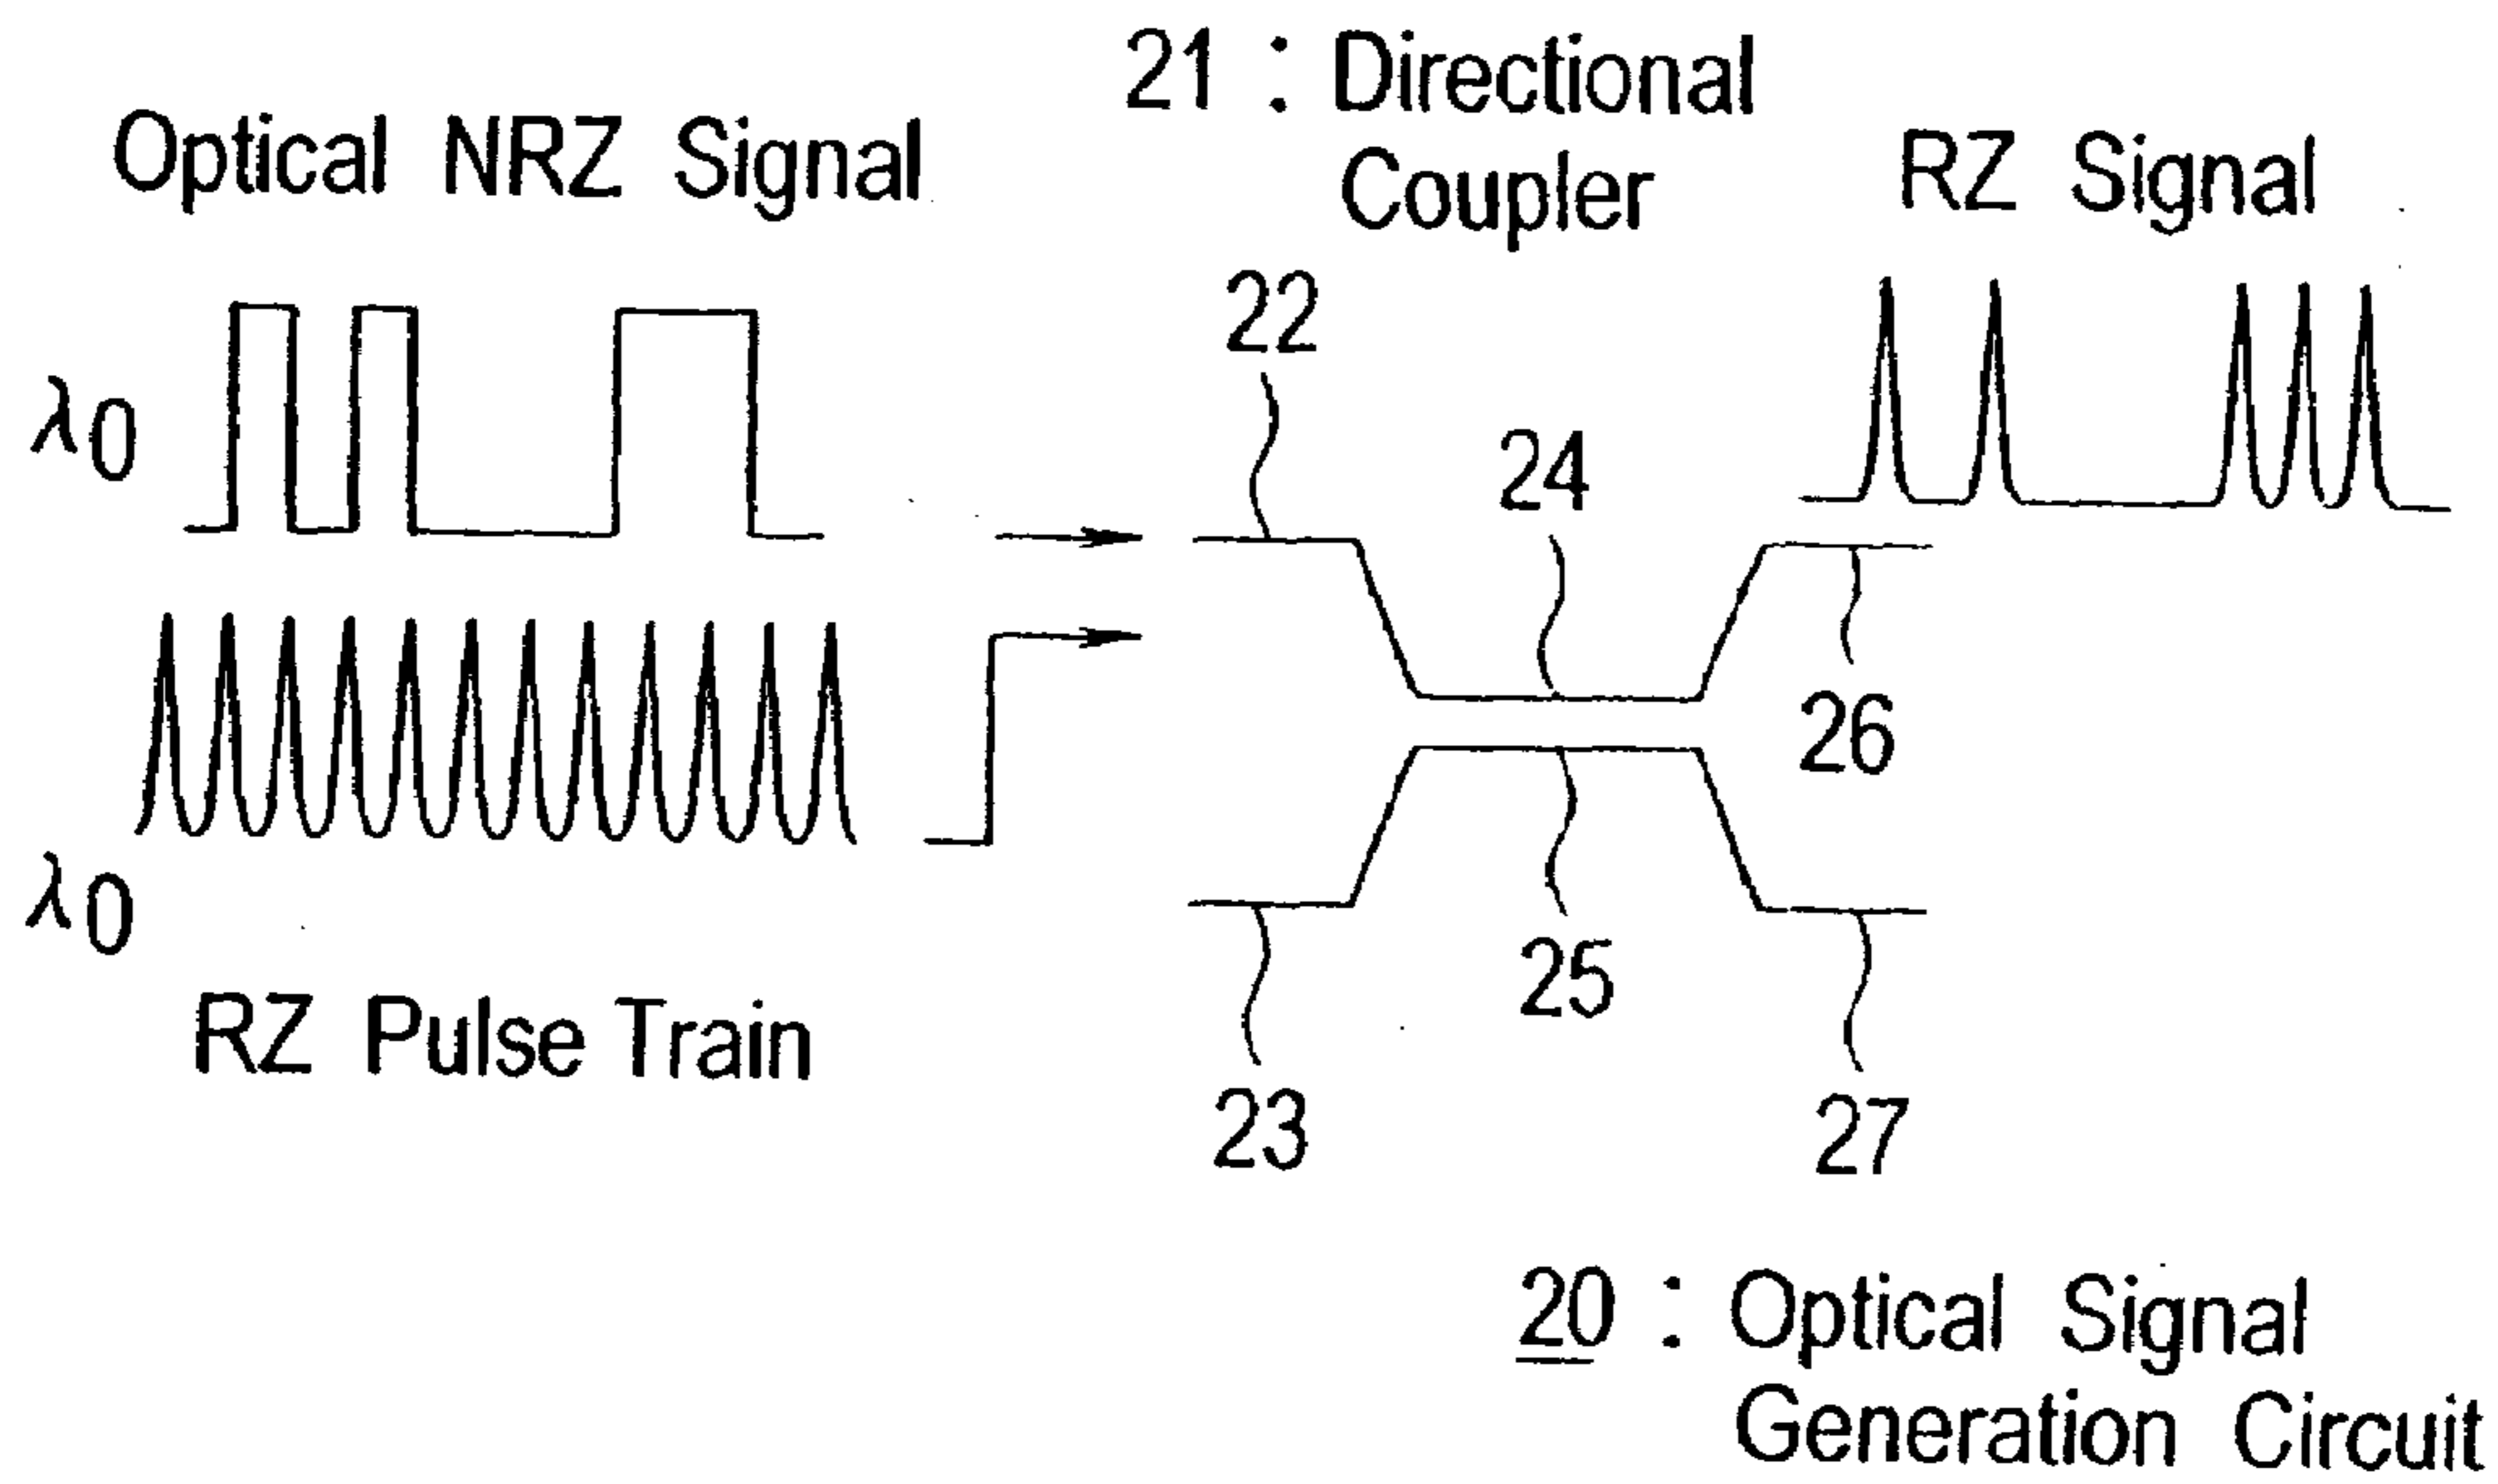 21 : Directional
Coupler
Optical NRZ Signal
RZ Signal
22
λ0
24
26
λ0
25
RZ Pulse Train
23
27
20 : Optical Signal
Generation Circuit